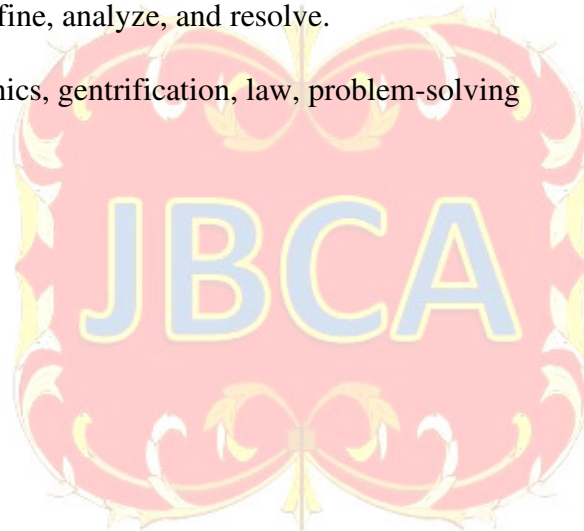 fine, analyze, and resolve.
nics, gentrification, law, problem-solving
JBCA